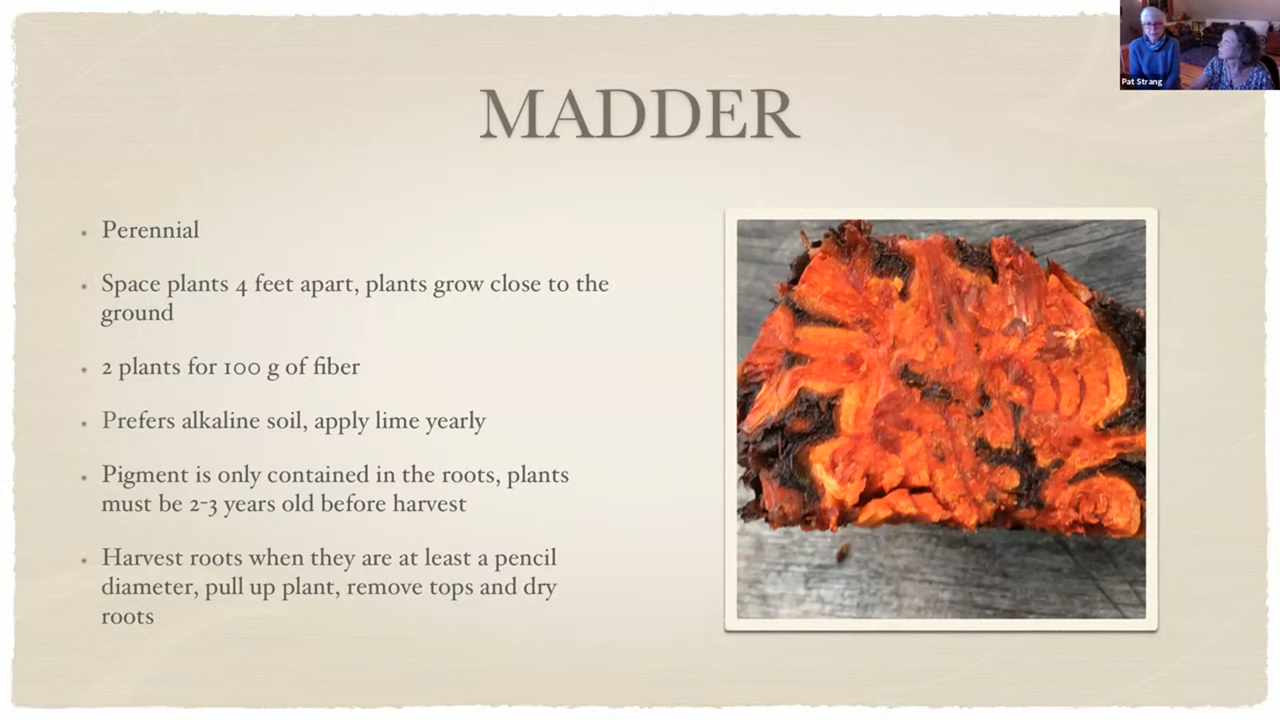 Pat Strang
MADDER
Perennial
Space plants 4 feet apart, plants grow close to the
ground
2 plants for 100 g of fiber
Prefers alkaline soil, apply lime yearly
Pigment is only contained in the roots, plants
must be 2-3 years old before harvest
Harvest roots when they are at least a pencil
diameter, pull up plant, remove tops and dry
roots